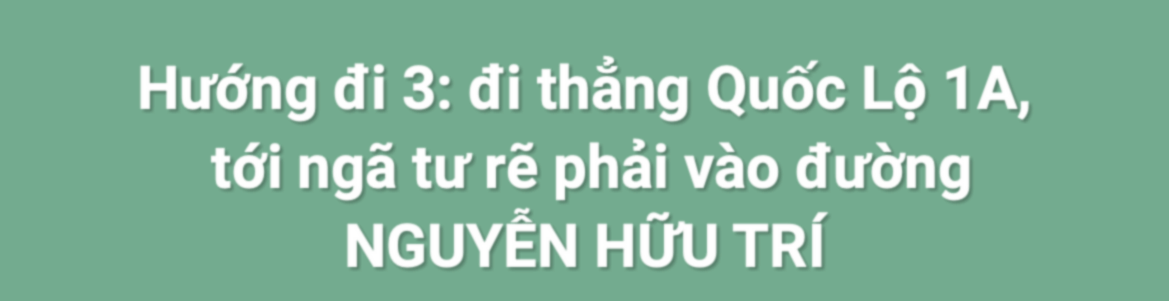 Hướng đi 3: đi thẳng Quốc Lộ 1A,
tới ngã tư rẽ phải vào đường
NGUYỄN HỮU TRÍ